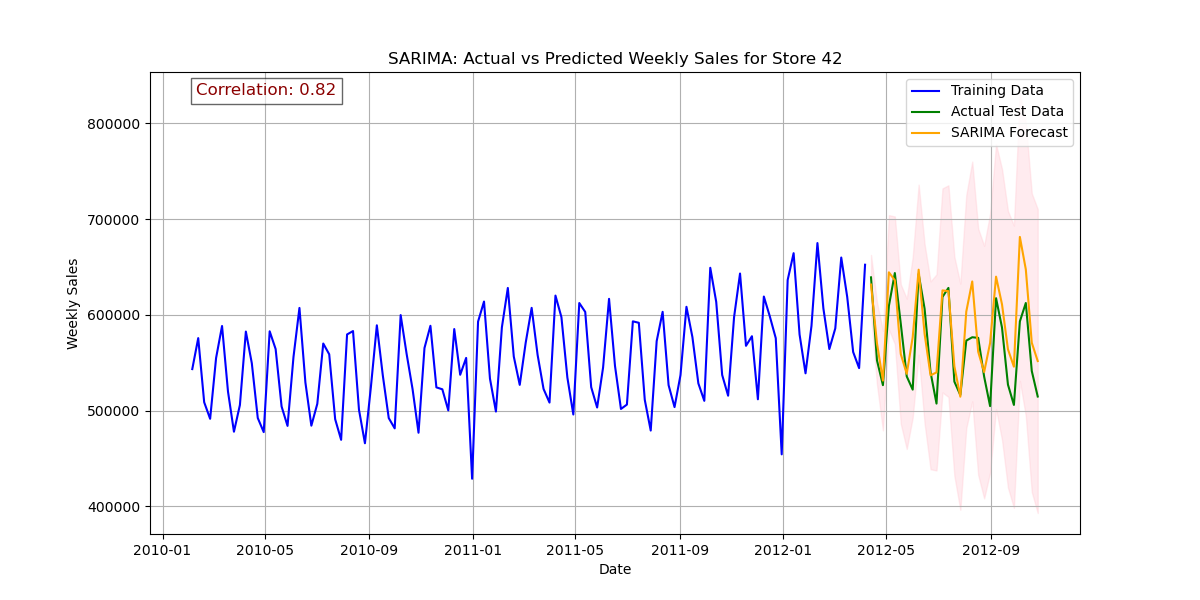 SARIMA: Actual vs Predicted Weekly Sales for Store 42
Correlation: 0.82
Training Data
Actual Test Data
SARIMA Forecast
Weekly Sales
800000
700000
600000
500000
400000
2010-01 2010-05 2010-09 2011-01 2011-05 2011-09 2012-01 2012-05 2012-09
Date